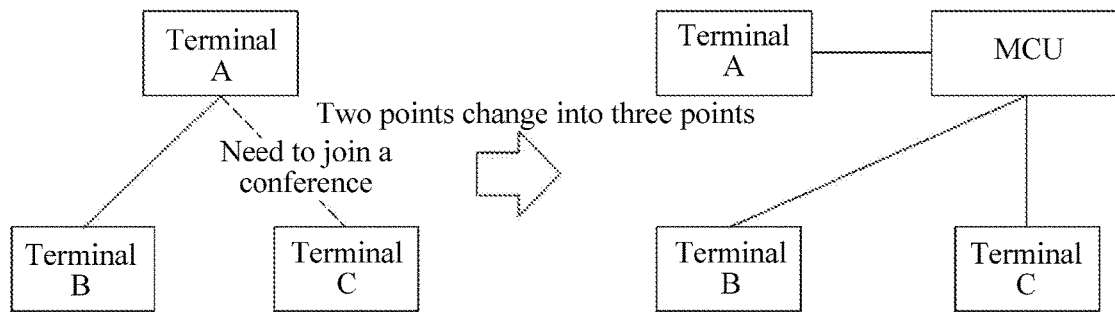 Terminal
A
Two points change into three points
Need to join a
conference
Terminal
B
Terminal
C
Terminal
A
MCU
Terminal
B
Terminal
C